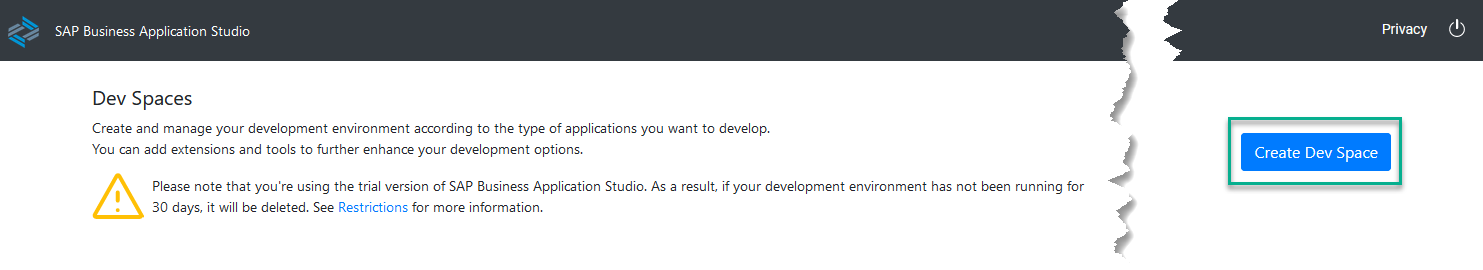 SAP Business Application Studio
Privacy
Dev Spaces
Create and manage your development environment according to the type of applications you want to develop.
You can add extensions and tools to further enhance your development options.
Create Dev Space
Please note that you're using the trial version of SAP Business Application Studio. As a result, if your development environment has not been running for
30 days, it will be deleted. See Restrictions for more information.